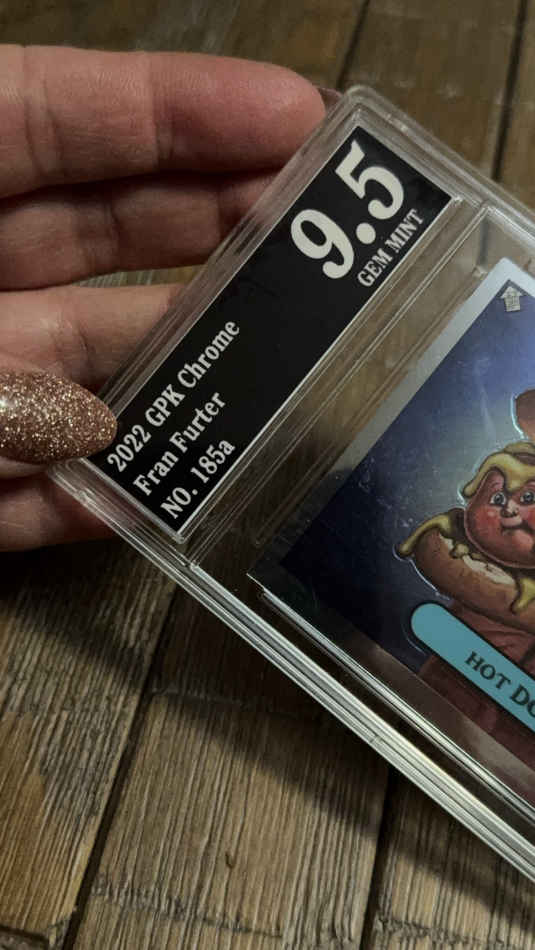 9.5
GEM MINT
2022 GPK Chrome
Fran Furter
NO. 185a
HOT DO